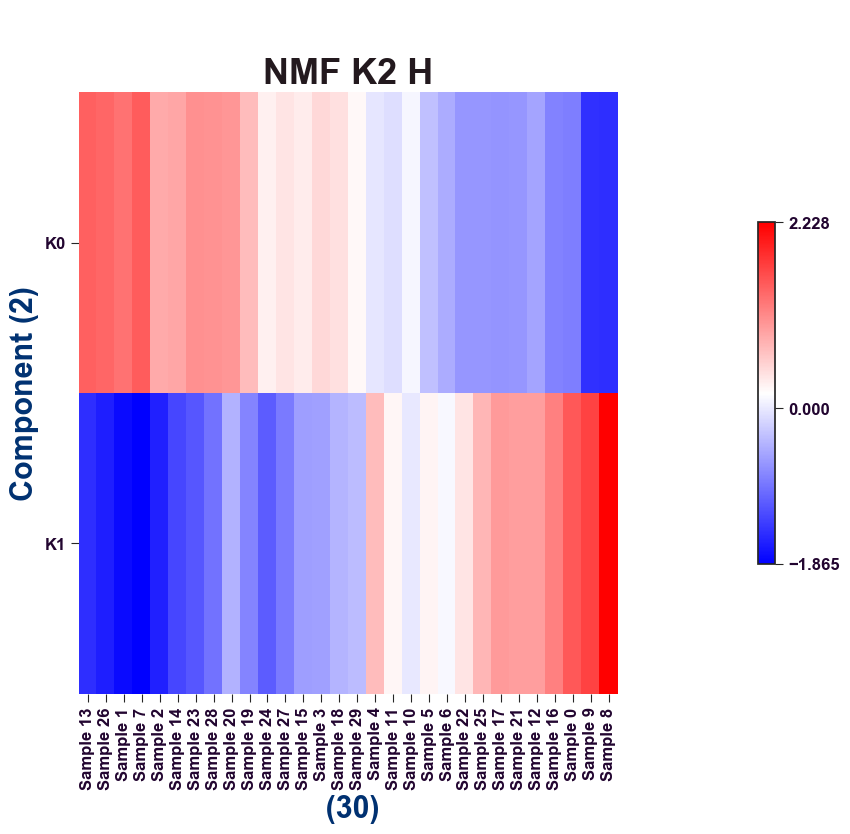 NMF K2 H
K0
K1
Component (2)
2.228
0.000
−1.865
Sample 13
Sample 26
Sample 1
Sample 7
Sample 2
Sample 14
Sample 23
Sample 28
Sample 20
Sample 19
Sample 24
Sample 27
Sample 15
Sample 3
Sample 18
Sample 29
Sample 4
Sample 11
Sample 10
Sample 5
Sample 6
Sample 22
Sample 25
Sample 17
Sample 21
Sample 12
Sample 16
Sample 0
Sample 9
Sample 8
(30)